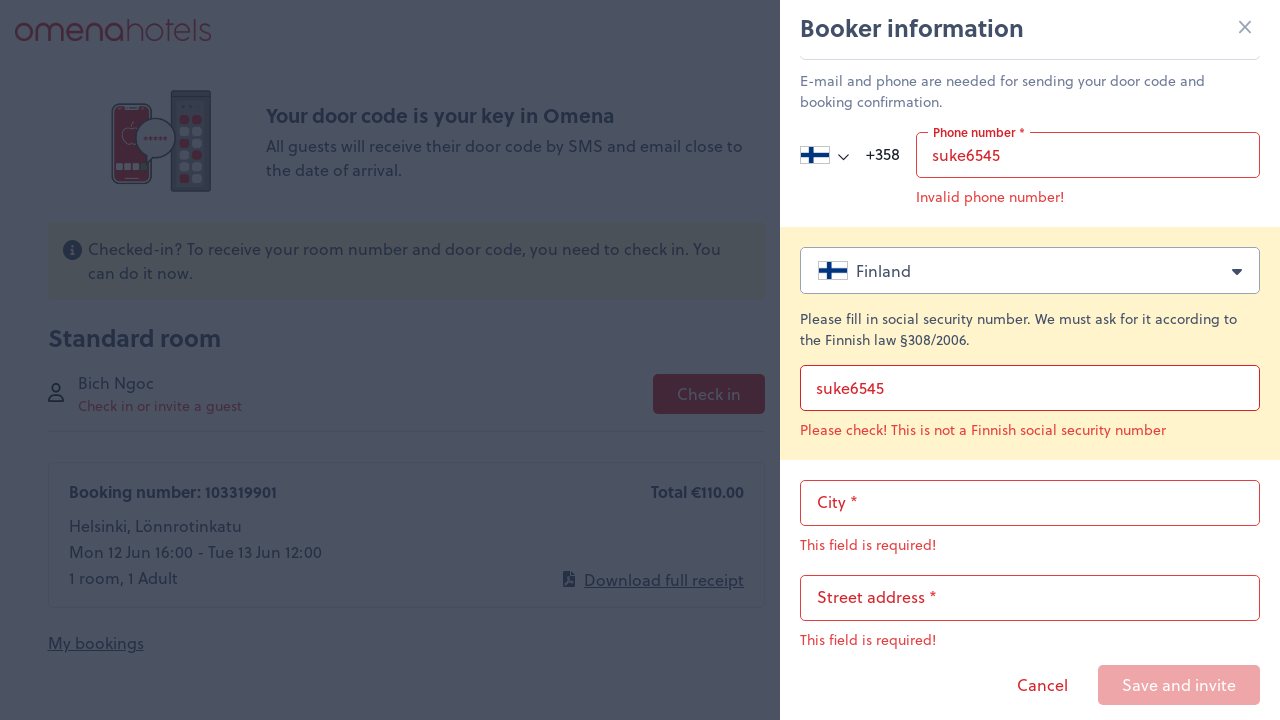 omenahotels
Your door code is your key in Omena
All guests will receive their door code by SMS and email close to
the date of arrival.
Checked-in? To receive your room number and door code, you need to check in. You
can do it now.
Standard room
Bich Ngoc
Check in or invite a guest
Check in
Booking number: 103319901
Total €110.00
Helsinki, Lönnrotinkatu
Mon 12 Jun 16:00 - Tue 13 Jun 12:00
1 room, 1 Adult
Download full receipt
My bookings
Booker information
E-mail and phone are needed for sending your door code and
booking confirmation.
Phone number *
+358
suke6545
Invalid phone number!
Finland
Please fill in social security number. We must ask for it according to
the Finnish law §308/2006.
suke6545
Please check! This is not a Finnish social security number
City *
This field is required!
Street address *
This field is required!
Cancel
Save and invite